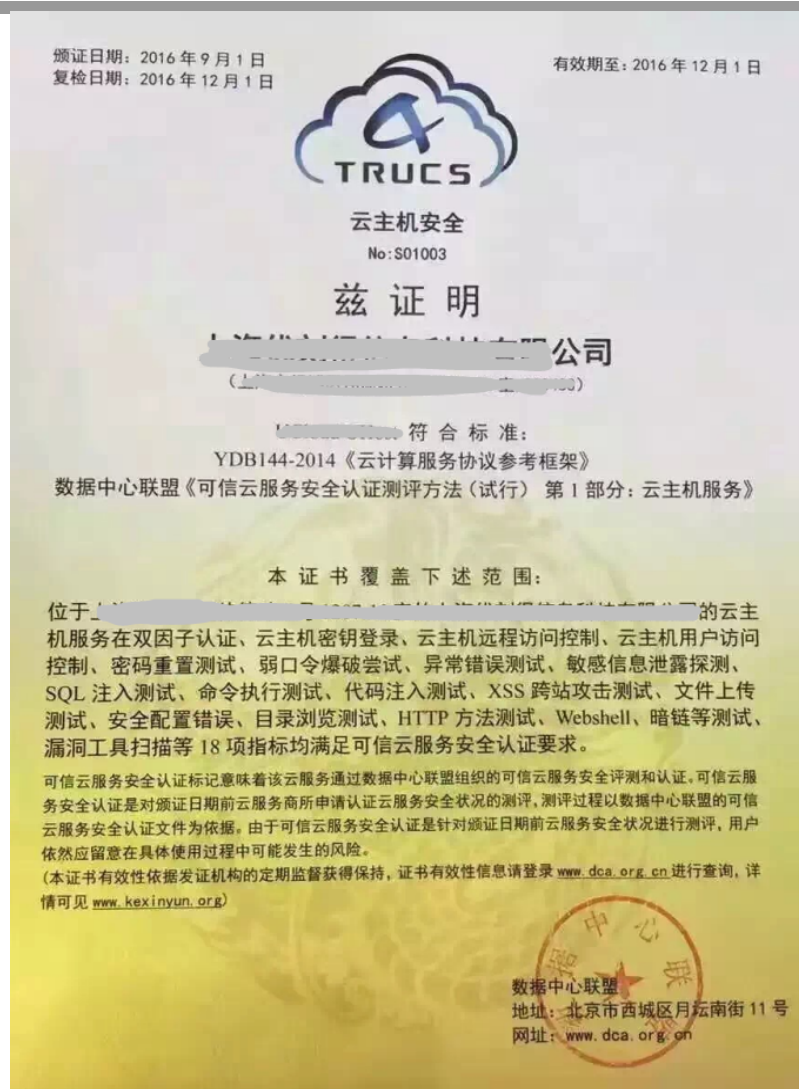 颁证日期：2016年9月1日
复检日期：2016年12月1日
有效期至：2016年12月1日
TRUCS
云主机安全
No:S01003
兹证明
公司
符合标准：
YDB144-2014《云计算服务协议参考框架》
数据中心联盟《可信云服务安全认证测评方法（试行） 第1部分：云主机服务》
本证书覆盖下述范围：
位于上 的云主
机服务在双因子认证、云主机密钥登录、云主机远程访问控制、云主机用户访问
控制、密码重置测试、弱口令爆破尝试、异常错误测试、敏感信息泄露探测、
SQL 注入测试、命令执行测试、代码注入测试、XSS 跨站攻击测试、文件上传
测试、安全配置错误、目录浏览测试、HTTP 方法测试、Webshell、暗链等测试、
漏洞工具扫描等 18 项指标均满足可信云服务安全认证要求。
可信云服务安全认证标记意味着该云服务通过数据中心联盟组织的可信云服务安全评测和认证。可信云服
务安全认证是对颁证日期前云服务商所申请认证云服务安全状况的测评，测评过程以数据中心联盟的可信
云服务安全认证文件为依据。由于可信云服务安全认证是针对颁证日期前云服务安全状况进行测评，用户
依然应留意在具体使用过程中可能发生的风险。
(本证书有效性依据发证机构的定期监督获得保持，证书有效性信息请登录 www.dca.org.cn 进行查询，详
情可见 www.kexinyun.org)
数据中心联盟
地址：北京市西城区月坛南街 11 号
网址：www.dca.org.cn